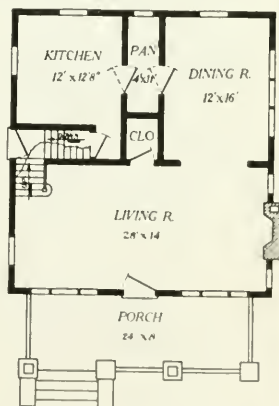 KITCHEN
12' x 12'8"
PAN
DINING R.
12' x 16'
CLO
LIVING R.
28' x 14
PORCH
24' x 8